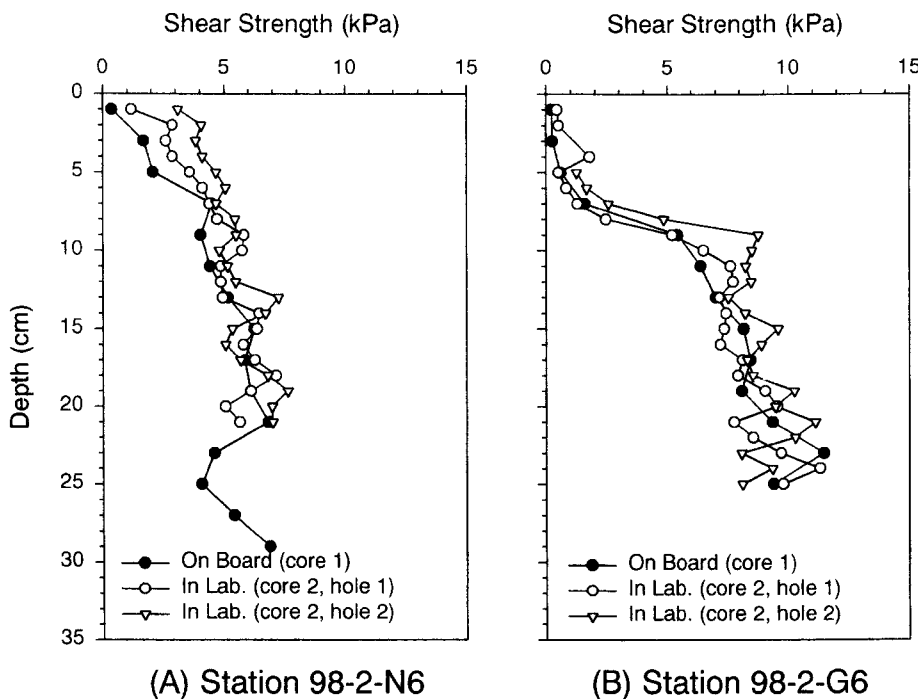 Shear Strength (kPa)
Shear Strength (kPa)
0 5 10 15
0 5 10 15
0
5
10
15
20
25
30
35
Depth (cm)
On Board (core 1)
In Lab. (core 2, hole 1)
In Lab. (core 2, hole 2)
On Board (core 1)
In Lab. (core 2, hole 1)
In Lab. (core 2, hole 2)
(A) Station 98-2-N6
(B) Station 98-2-G6